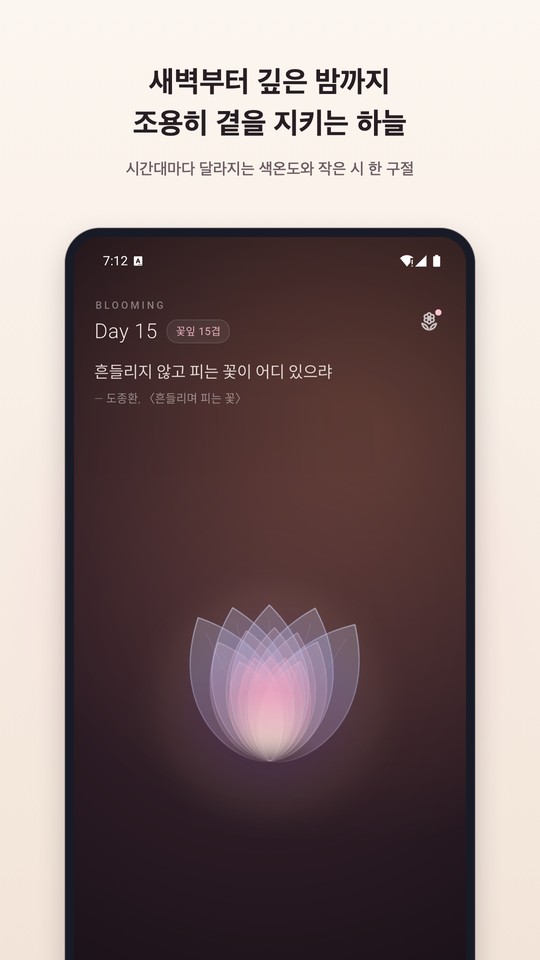 새벽부터 깊은 밤까지
조용히 곁을 지키는 하늘
시간대마다 달라지는 색온도와 작은 시 한 구절
7:12 A
BLOOMING
Day 15 꽃잎 15겹
흔들리지 않고 피는 꽃이 어디 있으랴
– 도종환, 〈흔들리며 피는 꽃〉